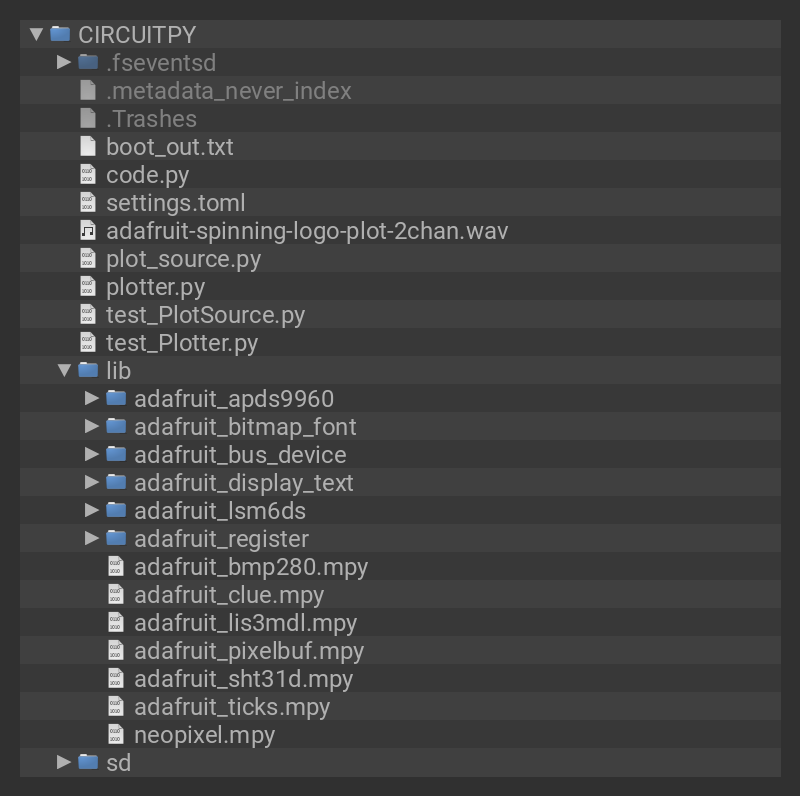 CIRCUITPY
.fseventsd
.metadata_never_index
.Trashes
boot_out.txt
code.py
settings.toml
adafruit-spinning-logo-plot-2chan.wav
plot_source.py
plotter.py
test_PlotSource.py
test_Plotter.py
lib
adafruit_apds9960
adafruit_bitmap_font
adafruit_bus_device
adafruit_display_text
adafruit_lsm6ds
adafruit_register
adafruit_bmp280.mpy
adafruit_clue.mpy
adafruit_lis3mdl.mpy
adafruit_pixelbuf.mpy
adafruit_sht31d.mpy
adafruit_ticks.mpy
neopixel.mpy
sd